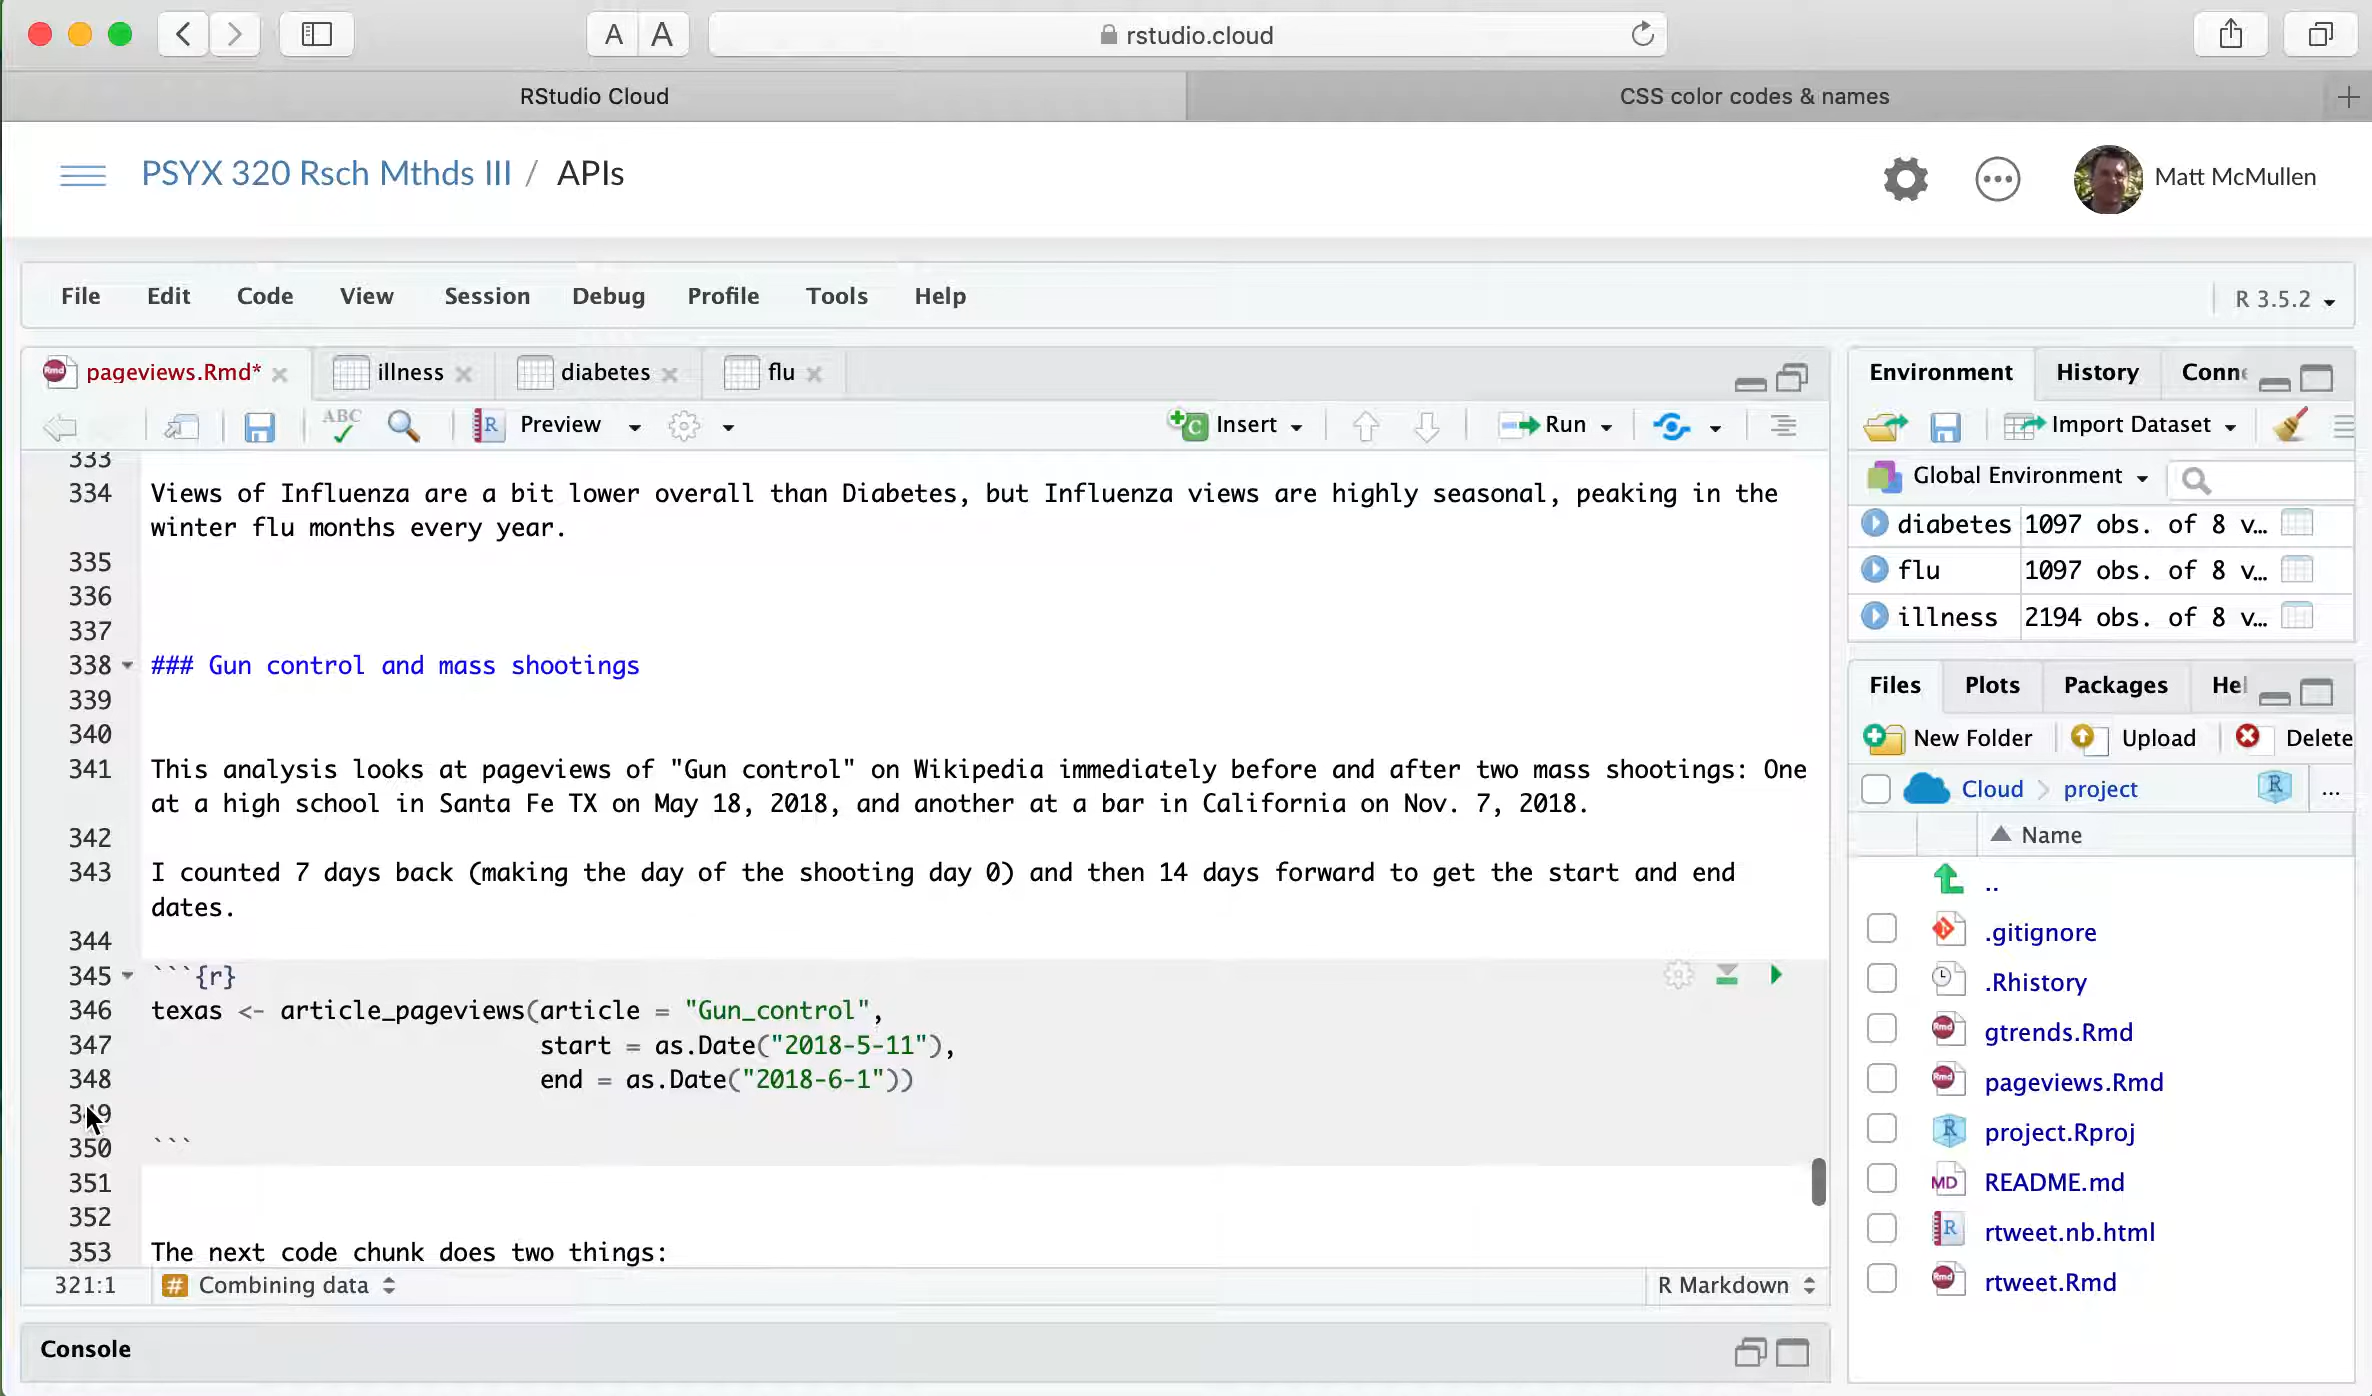 A A
rstudio.cloud
RStudio Cloud
CSS color codes & names
PSYX 320 Rsch Mthds III / APIs
Matt McMullen
File Edit Code View Session Debug Profile Tools Help
R 3.5.2
pageviews.Rmd*
illness
diabetes
flu
ABC
Preview
Insert
Run
333
334 Views of Influenza are a bit lower overall than Diabetes, but Influenza views are highly seasonal, peaking in the
winter flu months every year.
335
336
337
338 ### Gun control and mass shootings
339
340
341 This analysis looks at pageviews of "Gun control" on Wikipedia immediately before and after two mass shootings: One
at a high school in Santa Fe TX on May 18, 2018, and another at a bar in California on Nov. 7, 2018.
342
343 I counted 7 days back (making the day of the shooting day 0) and then 14 days forward to get the start and end
dates.
344
345 ```{r}
346 texas <- article_pageviews(article = "Gun_control",
347 start = as.Date("2018-5-11"),
348 end = as.Date("2018-6-1"))
349
350 ```
351
352
353 The next code chunk does two things:
321:1 # Combining data
R Markdown
Console
Environment History Conne
Import Dataset
Global Environment
diabetes 1097 obs. of 8 v…
flu 1097 obs. of 8 v…
illness 2194 obs. of 8 v…
Files Plots Packages Hel
New Folder Upload Delete
Cloud project R ...
Name
..
.gitignore
.Rhistory
gtrends.Rmd
pageviews.Rmd
project.Rproj
README.md
rtweet.nb.html
rtweet.Rmd